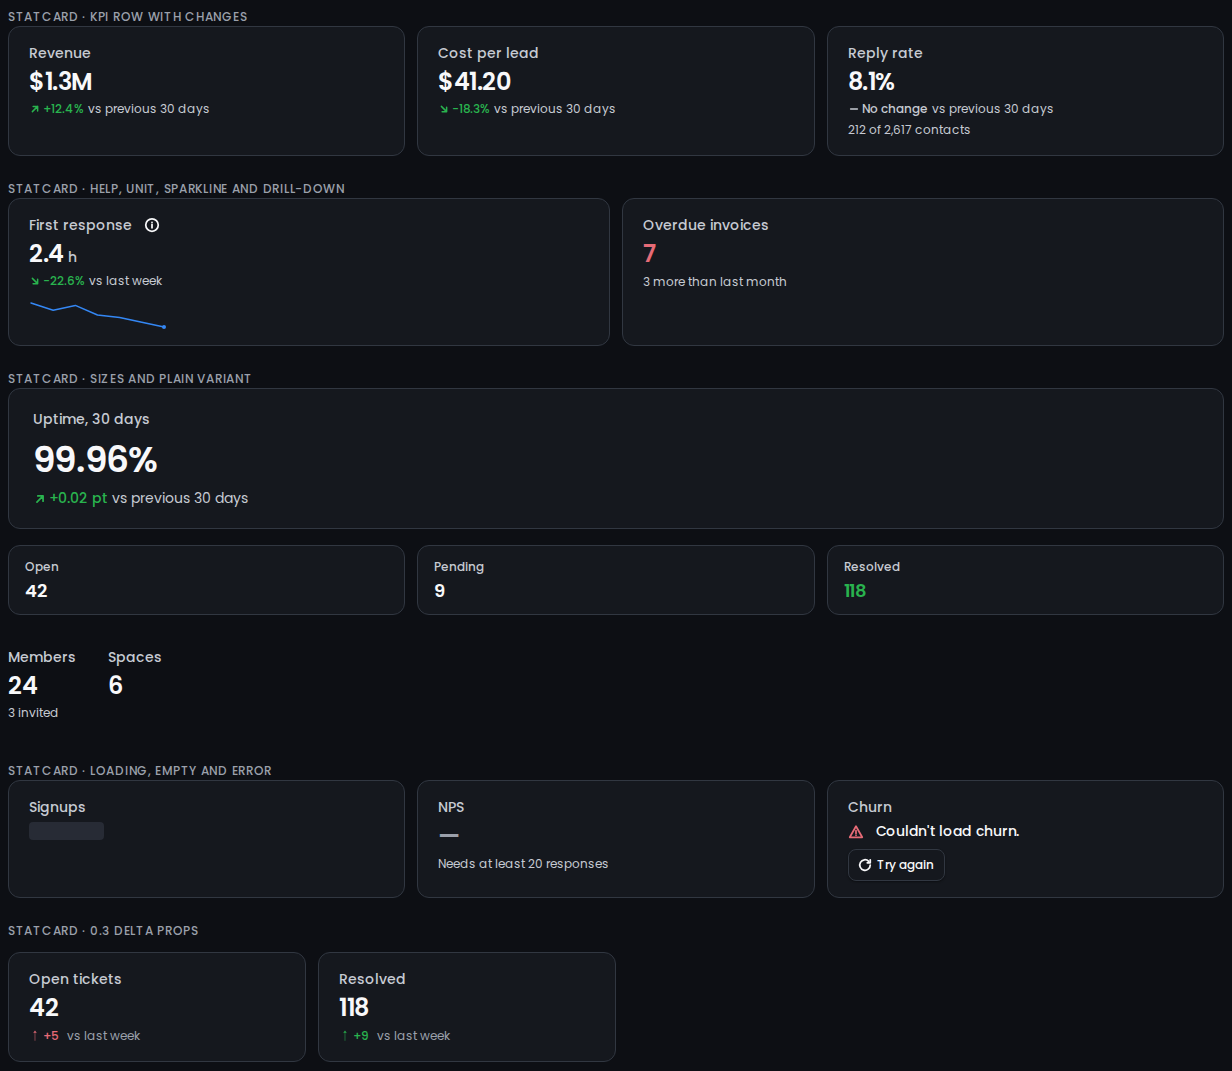 STATCARD · KPI ROW WITH CHANGES
Revenue
$1.3M
+12.4% vs previous 30 days
Cost per lead
$41.20
-18.3% vs previous 30 days
Reply rate
8.1%
– No change vs previous 30 days
212 of 2,617 contacts
STATCARD · HELP, UNIT, SPARKLINE AND DRILL-DOWN
First response
2.4 h
-22.6% vs last week
Overdue invoices
7
3 more than last month
STATCARD · SIZES AND PLAIN VARIANT
Uptime, 30 days
99.96%
+0.02 pt vs previous 30 days
Open
42
Pending
9
Resolved
118
Members
24
3 invited
Spaces
6
STATCARD · LOADING, EMPTY AND ERROR
Signups
NPS
—
Needs at least 20 responses
Churn
Couldn't load churn.
Try again
STATCARD · 0.3 DELTA PROPS
Open tickets
42
↑ +5 vs last week
Resolved
118
↑ +9 vs last week